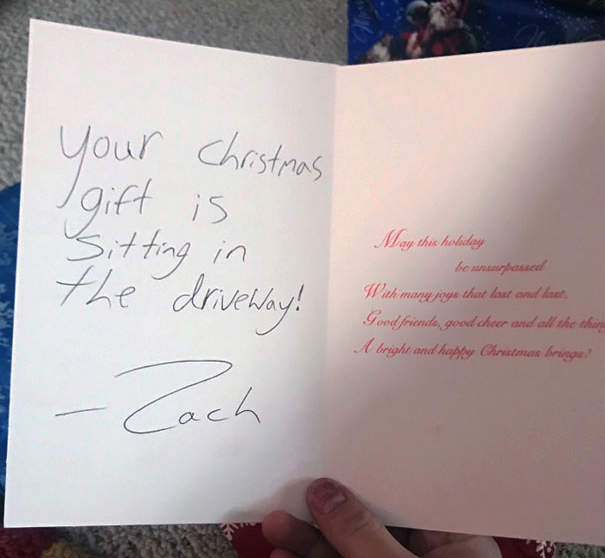 Your Christmas
gift is
Sitting in
the driveway!
- Zach
May this holiday
be unsurpassed
With many joys that last and last,
Good friends, good cheer and all the
A bright and happy Christmas brings!